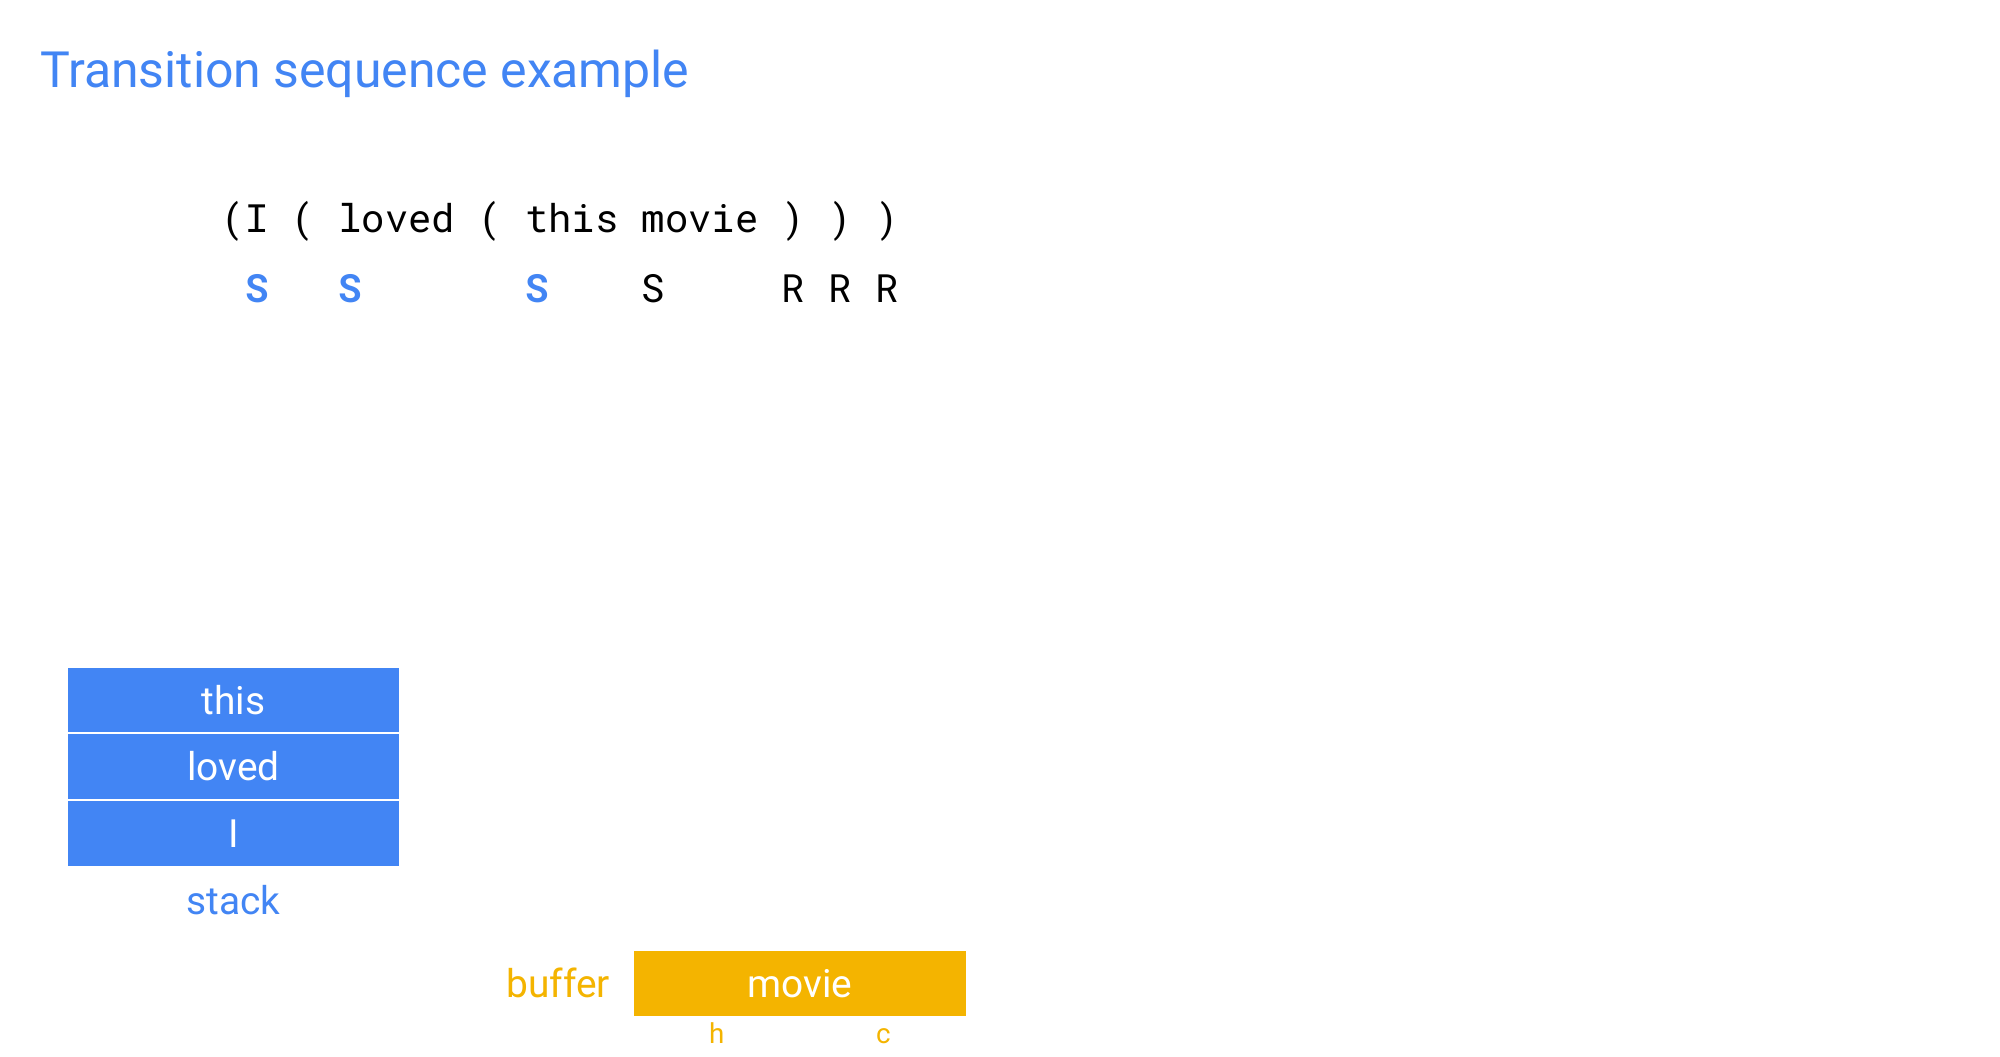 Transition sequence example
(I ( loved ( this movie ) ) )
S S S S R R R
this
loved
I
stack
buffer movie
h c